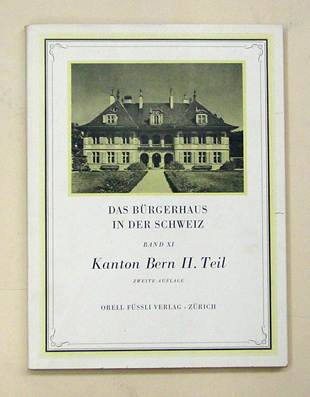 DAS BÜRGERHAUS
IN DER SCHWEIZ
BAND XI
Kanton Bern II. Teil
ZWEITE AUFLAGE
ORELL FÜSSLI VERLAG - ZÜRICH